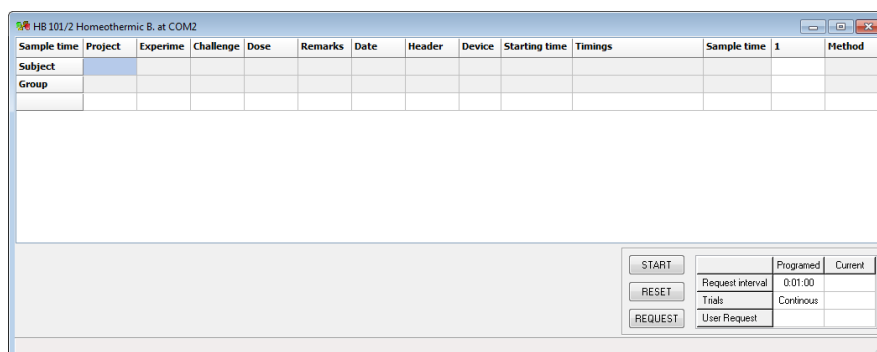 HB 101/2 Homeothermic B. at COM2
Sample time Project Experime Challenge Dose Remarks Date Header Device Starting time Timings Sample time 1 Method
Subject
Group
START
Programed Current
Request interval 0:01:00
RESET
Trials Continous
REQUEST User Request